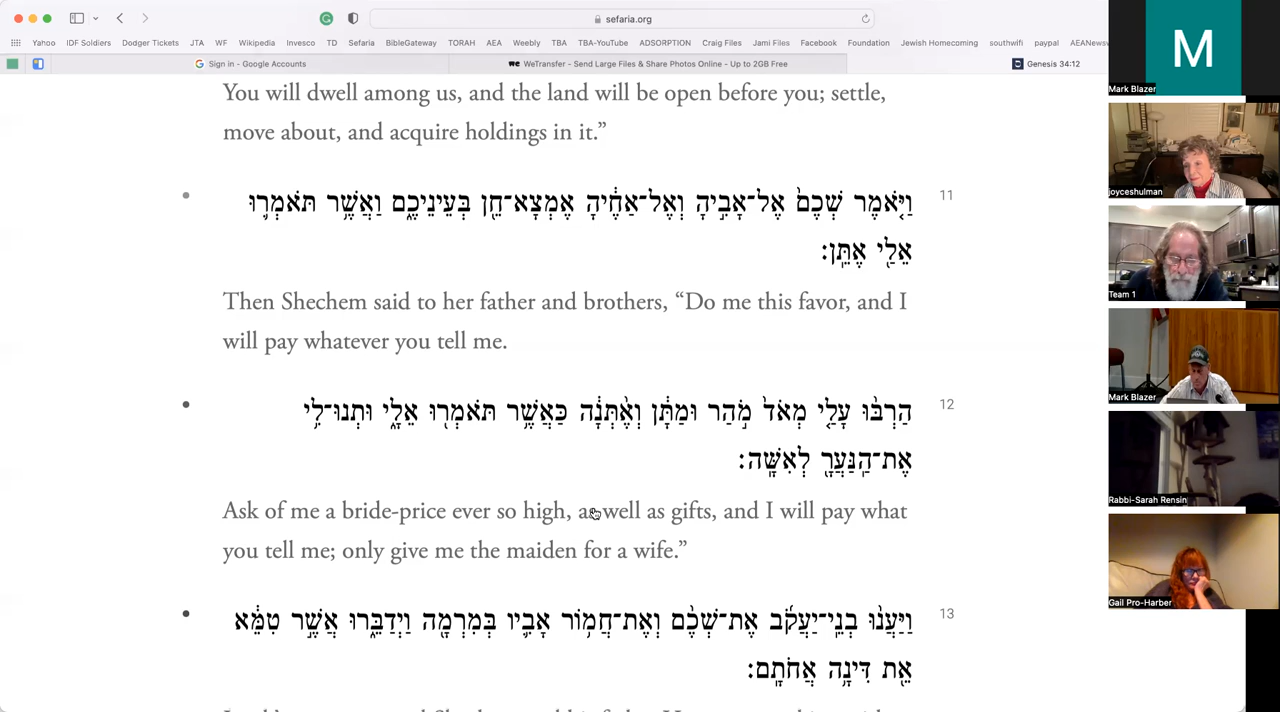 sefaria.org
Yahoo IDF Soldiers Dodger Tickets JTA WF Wikipedia Invesco TD Sefaria BibleGateway TORAH AEA Weebly TBA TBA-YouTube ADSORPTION Craig Files Jami Files Facebook Foundation Jewish Homecoming southwifi paypal AEANews
Sign in - Google Accounts
WeTransfer - Send Large Files & Share Photos Online - Up to 2GB Free
Genesis 34:12
You will dwell among us, and the land will be open before you; settle,
move about, and acquire holdings in it.”
11
וַיֹּ֤אמֶר שְׁכֶם֙ אֶל־אָבִ֣יהָ וְאֶל־אַחֶ֔יהָ אֶמְצָא־חֵ֖ן בְּעֵינֵיכֶ֑ם וַאֲשֶׁ֥ר תֹּאמְר֛וּ
אֵלַ֖י אֶתֵּֽן׃
Then Shechem said to her father and brothers, “Do me this favor, and I
will pay whatever you tell me.
12
הַרְבּ֨וּ עָלַ֤י מְאֹד֙ מֹ֣הַר וּמַתָּ֔ן וְאֶ֨תְּנָ֔ה כַּאֲשֶׁ֥ר תֹּאמְר֖וּ אֵלָ֑י וּתְנוּ־לִ֥י
אֶת־הַֽנַּעֲרָ֖ לְאִשָּֽׁה׃
Ask of me a bride-price ever so high, as well as gifts, and I will pay what
you tell me; only give me the maiden for a wife.”
13
וַיַּעֲנ֨וּ בְנֵֽי־יַעֲקֹ֜ב אֶת־שְׁכֶ֨ם וְאֶת־חֲמ֥וֹר אָבִ֛יו בְּמִרְמָ֖ה וַיְדַבֵּ֑רוּ אֲשֶׁ֣ר טִמֵּ֔א
אֵ֖ת דִּינָ֥ה אֲחֹתָֽם׃
M
Mark Blazer
joyceshulman
Team 1
Mark Blazer
Rabbi-Sarah Rensin
Gail Pro-Harber